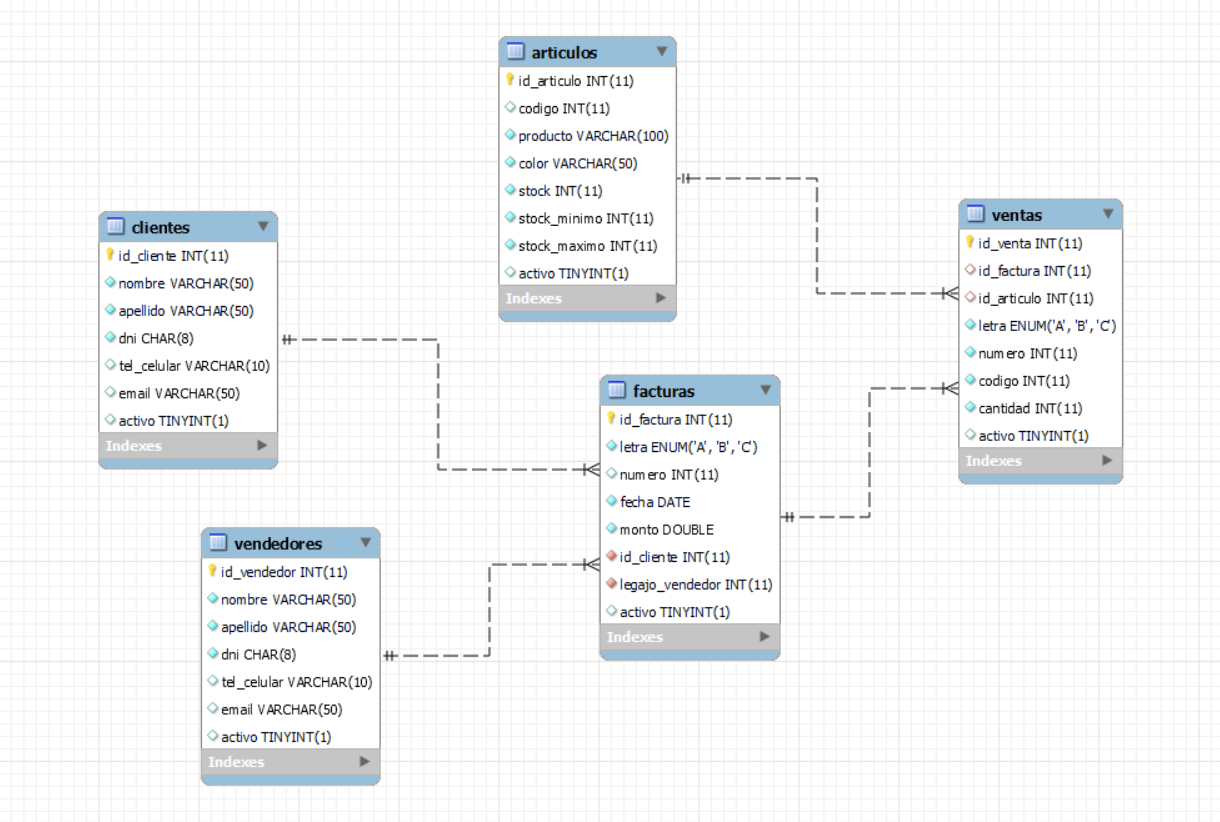 articulos
id_articulo INT(11)
codigo INT(11)
producto VARCHAR(100)
color VARCHAR(50)
stock INT(11)
stock_minimo INT(11)
stock_maximo INT(11)
activo TINYINT(1)
Indexes
clientes
id_cliente INT(11)
nombre VARCHAR(50)
apellido VARCHAR(50)
dni CHAR(8)
tel_celular VARCHAR(10)
email VARCHAR(50)
activo TINYINT(1)
Indexes
ventas
id_venta INT(11)
id_factura INT(11)
id_articulo INT(11)
letra ENUM('A', 'B', 'C')
numero INT(11)
codigo INT(11)
cantidad INT(11)
activo TINYINT(1)
Indexes
facturas
id_factura INT(11)
letra ENUM('A', 'B', 'C')
numero INT(11)
fecha DATE
monto DOUBLE
id_cliente INT(11)
legajo_vendedor INT(11)
activo TINYINT(1)
Indexes
vendedores
id_vendedor INT(11)
nombre VARCHAR(50)
apellido VARCHAR(50)
dni CHAR(8)
tel_celular VARCHAR(10)
email VARCHAR(50)
activo TINYINT(1)
Indexes